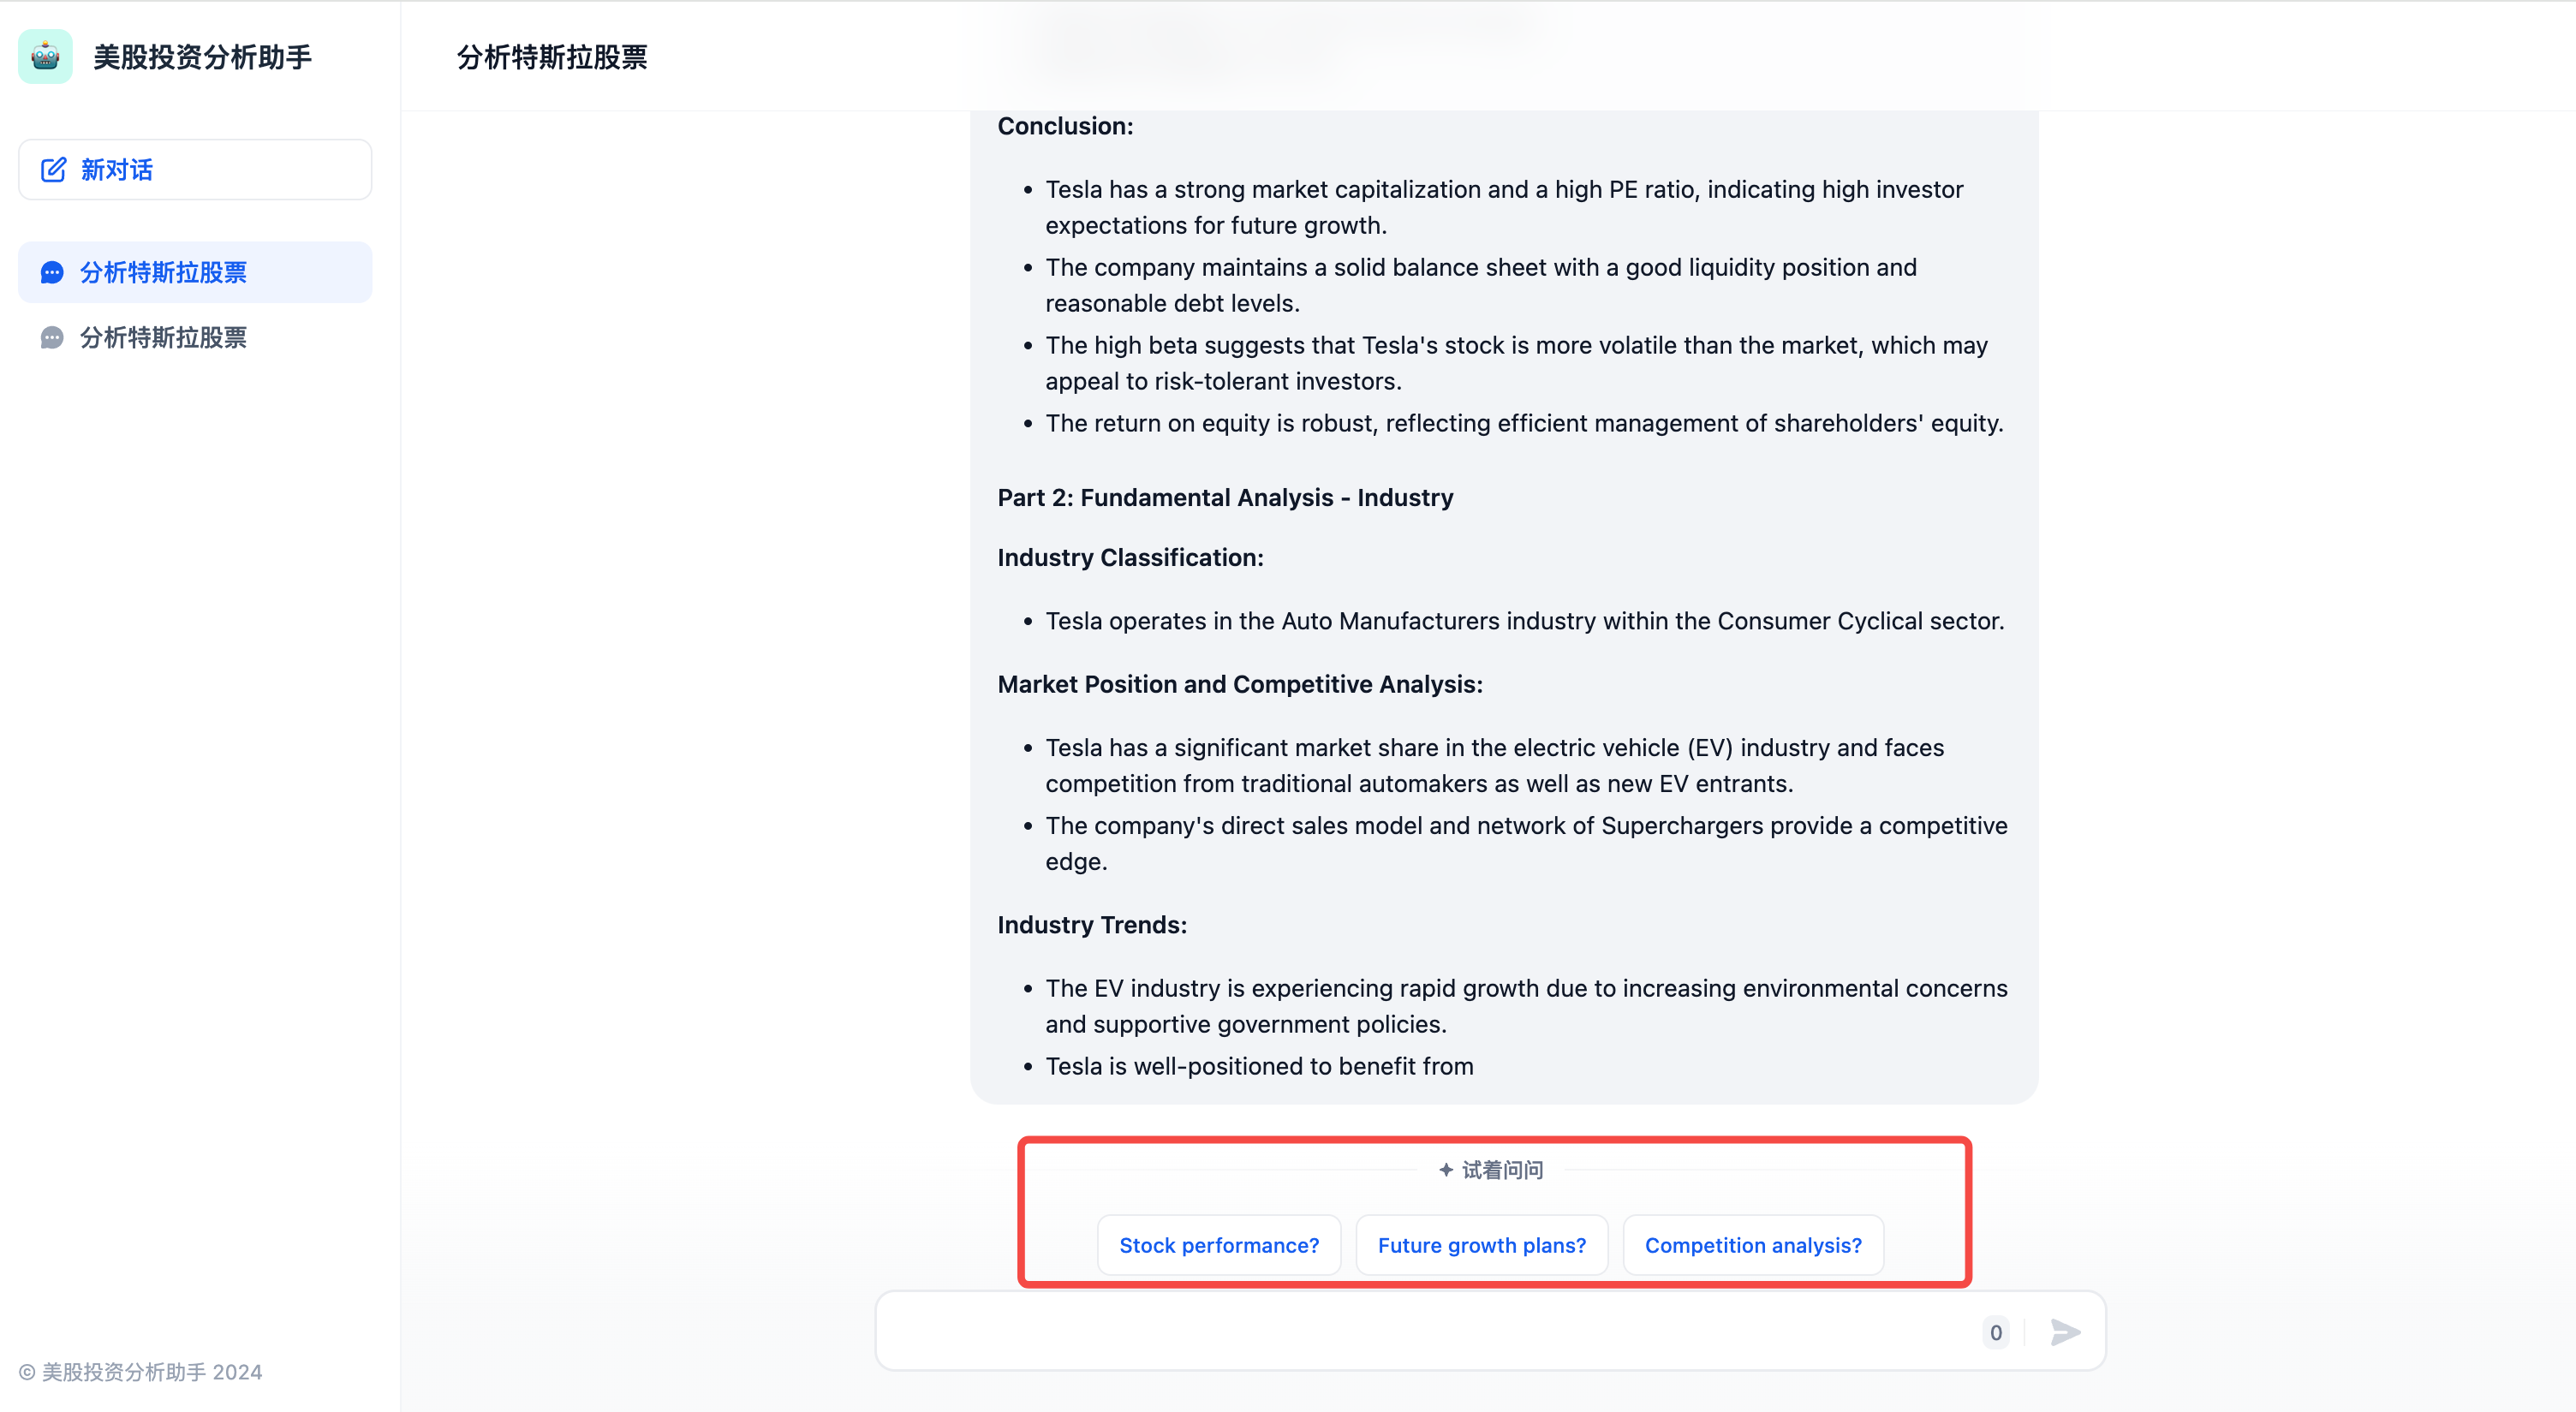 美股投资分析助手
新对话
分析特斯拉股票
分析特斯拉股票
© 美股投资分析助手 2024
分析特斯拉股票
Conclusion:
• Tesla has a strong market capitalization and a high PE ratio, indicating high investor
expectations for future growth.
• The company maintains a solid balance sheet with a good liquidity position and
reasonable debt levels.
• The high beta suggests that Tesla's stock is more volatile than the market, which may
appeal to risk-tolerant investors.
• The return on equity is robust, reflecting efficient management of shareholders' equity.
Part 2: Fundamental Analysis - Industry
Industry Classification:
• Tesla operates in the Auto Manufacturers industry within the Consumer Cyclical sector.
Market Position and Competitive Analysis:
• Tesla has a significant market share in the electric vehicle (EV) industry and faces
competition from traditional automakers as well as new EV entrants.
• The company's direct sales model and network of Superchargers provide a competitive
edge.
Industry Trends:
• The EV industry is experiencing rapid growth due to increasing environmental concerns
and supportive government policies.
• Tesla is well-positioned to benefit from
试着问问
Stock performance?
Future growth plans?
Competition analysis?
0